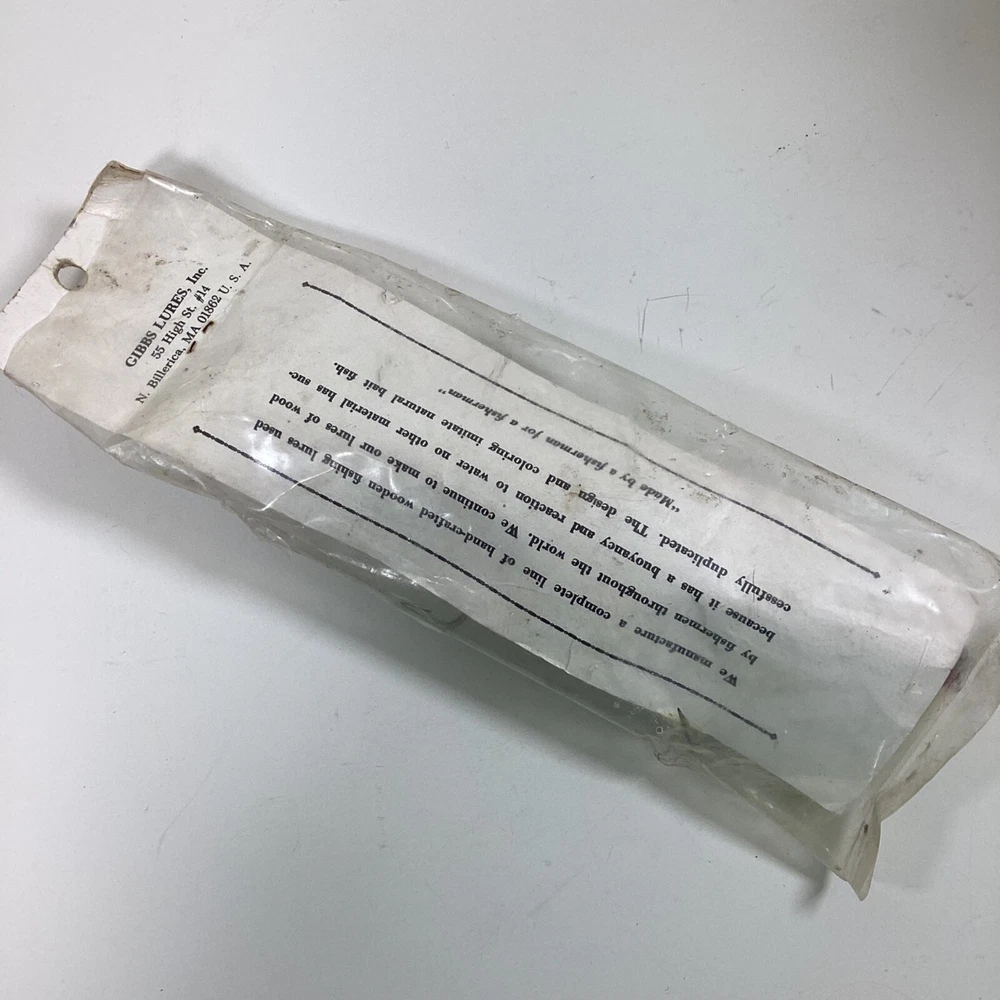 GIBBS LURES, Inc.
55 High St. #14
N. Billerica, MA 01862 U. S. A.
We manufacture a complete line of hand-crafted wooden fishing lures used
by fishermen throughout the world. We continue to make our lures of wood
because it has a buoyancy and reaction to water no other material has suc-
cessfully duplicated. The design and coloring imitate natural bait fish.
"Made by a fisherman for a fisherman"